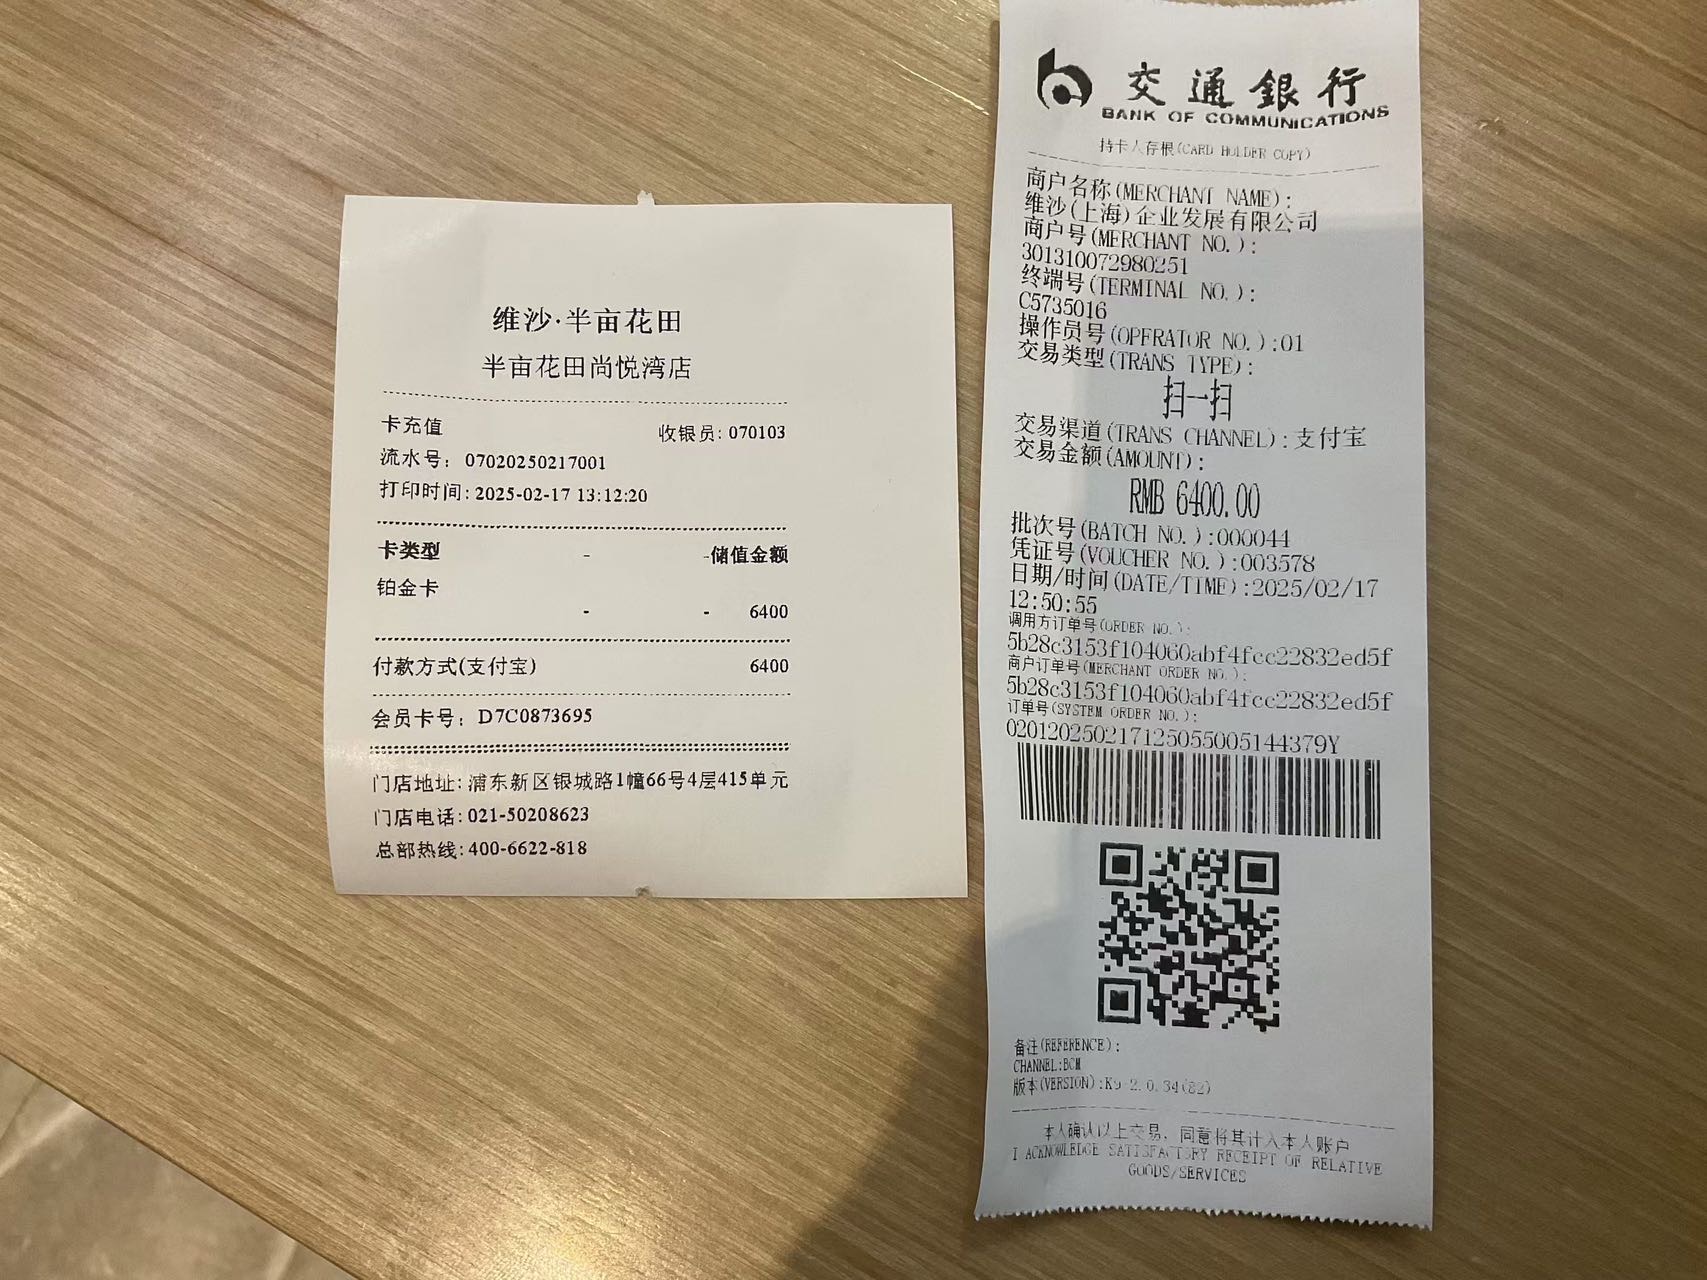 维沙·半亩花田
半亩花田尚悦湾店
卡充值 收银员: 070103
流水号: 07020250217001
打印时间: 2025-02-17 13:12:20
卡类型 - -储值金额
铂金卡
- - 6400
付款方式(支付宝) 6400
会员卡号: D7C0873695
门店地址: 浦东新区银城路1幢66号4层415单元
门店电话: 021-50208623
总部热线: 400-6622-818
交通銀行
BANK OF COMMUNICATIONS
持卡人存根(CARD HOLDER COPY)
商户名称(MERCHANT NAME):
维沙(上海)企业发展有限公司
商户号(MERCHANT NO.):
301310072980251
终端号(TERMINAL NO.):
C5735016
操作员号(OPERATOR NO.):01
交易类型(TRANS TYPE):
扫一扫
交易渠道(TRANS CHANNEL):支付宝
交易金额(AMOUNT):
RMB 6400.00
批次号(BATCH NO.):000044
凭证号(VOUCHER NO.):003578
日期/时间(DATE/TIME):2025/02/17
12:50:55
调用方订单号(ORDER NO.):
5b28c3153f104060abf4fcc22832ed5f
商户订单号(MERCHANT ORDER NO.):
5b28c3153f104060abf4fcc22832ed5f
订单号(SYSTEM ORDER NO.):
02012025021712505500514​4379Y
备注(REFERENCE):
CHANNEL:BCM
版本(VERSION):K9-2.0.34(82)
本人确认以上交易，同意将其计入本人账户
I ACKNOWLEDGE SATISFACTORY RECEIPT OF RELATIVE
GOODS/SERVICES